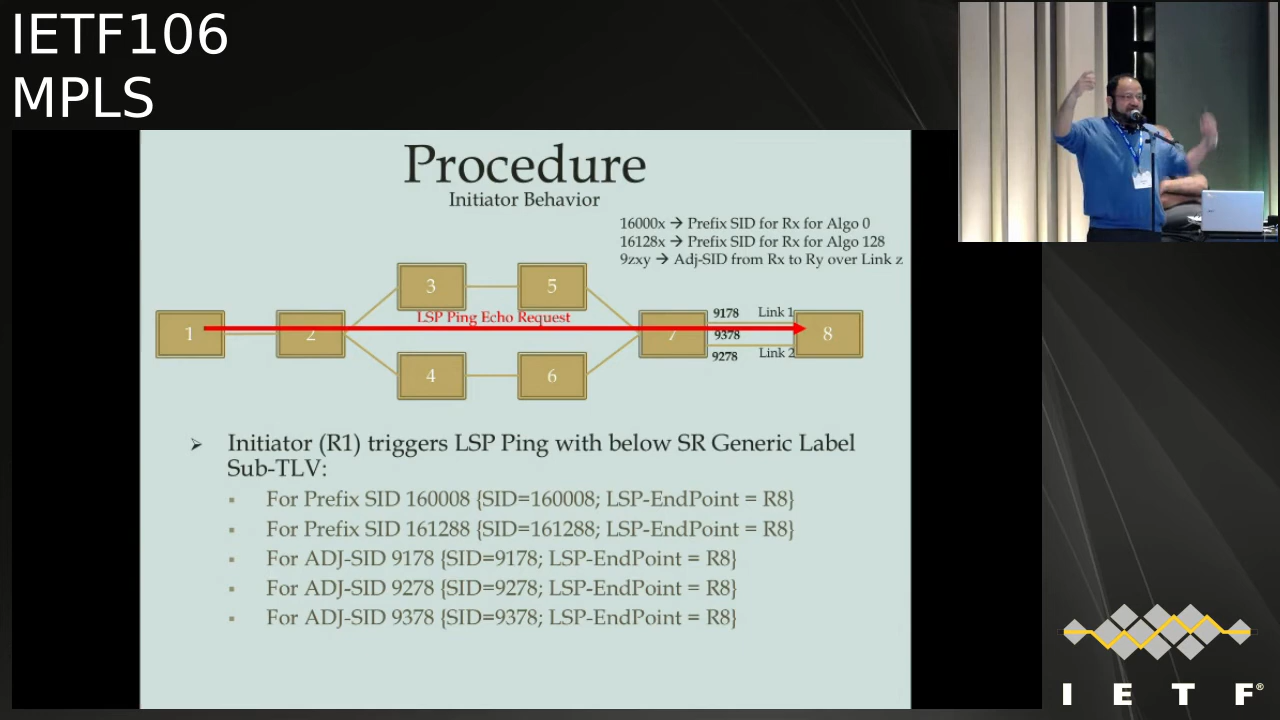 IETF106
MPLS
Procedure
Initiator Behavior
16000x → Prefix SID for Rx for Algo 0
16128x → Prefix SID for Rx for Algo 128
9zxy → Adj-SID from Rx to Ry over Link z
3
5
LSP Ping Echo Request
9178
Link 1
1
2
7
9378
8
9278
Link 2
4
6
➢ Initiator (R1) triggers LSP Ping with below SR Generic Label
Sub-TLV:
▪ For Prefix SID 160008 {SID=160008; LSP-EndPoint = R8}
▪ For Prefix SID 161288 {SID=161288; LSP-EndPoint = R8}
▪ For ADJ-SID 9178 {SID=9178; LSP-EndPoint = R8}
▪ For ADJ-SID 9278 {SID=9278; LSP-EndPoint = R8}
▪ For ADJ-SID 9378 {SID=9378; LSP-EndPoint = R8}
I E T F®